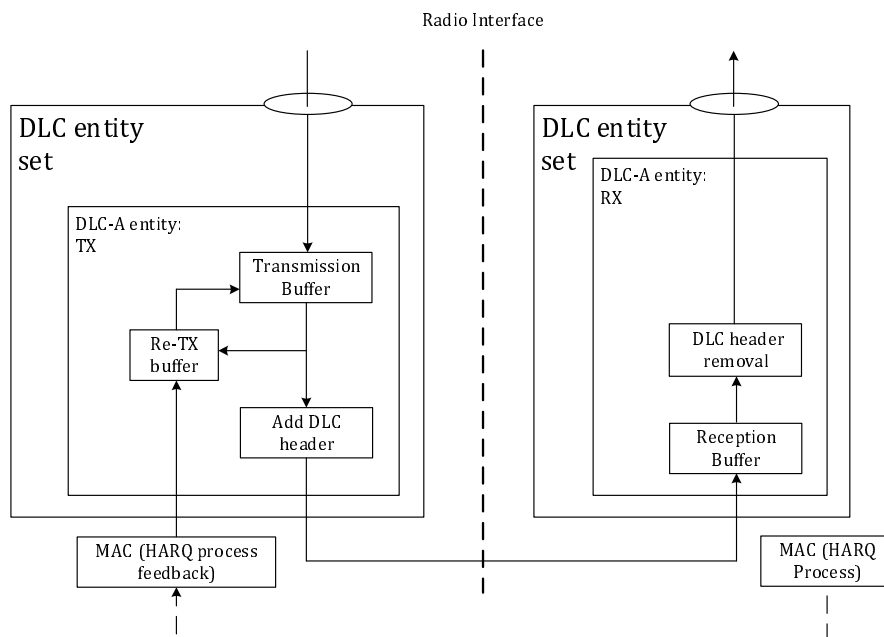 Radio Interface
DLC entity
set
DLC-A entity:
TX
Transmission
Buffer
Re-TX
buffer
Add DLC
header
MAC (HARQ process
feedback)
DLC entity
set
DLC-A entity:
RX
DLC header
removal
Reception
Buffer
MAC (HARQ
Process)